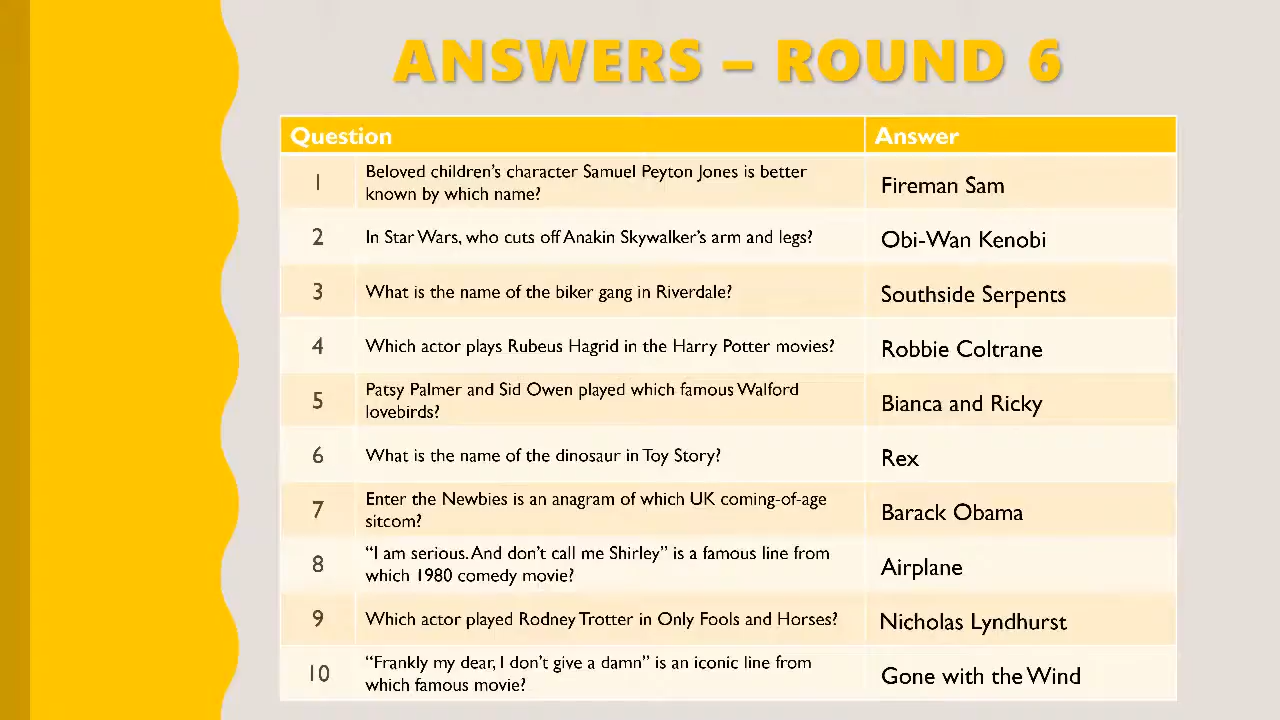 ANSWERS – ROUND 6
Question Answer
1 Beloved children's character Samuel Peyton Jones is better
known by which name? Fireman Sam
2 In Star Wars, who cuts off Anakin Skywalker's arm and legs? Obi-Wan Kenobi
3 What is the name of the biker gang in Riverdale? Southside Serpents
4 Which actor plays Rubeus Hagrid in the Harry Potter movies? Robbie Coltrane
5 Patsy Palmer and Sid Owen played which famous Walford
lovebirds? Bianca and Ricky
6 What is the name of the dinosaur in Toy Story? Rex
7 Enter the Newbies is an anagram of which UK coming-of-age
sitcom? Barack Obama
8 “I am serious. And don't call me Shirley” is a famous line from
which 1980 comedy movie? Airplane
9 Which actor played Rodney Trotter in Only Fools and Horses? Nicholas Lyndhurst
10 “Frankly my dear, I don't give a damn” is an iconic line from
which famous movie? Gone with the Wind